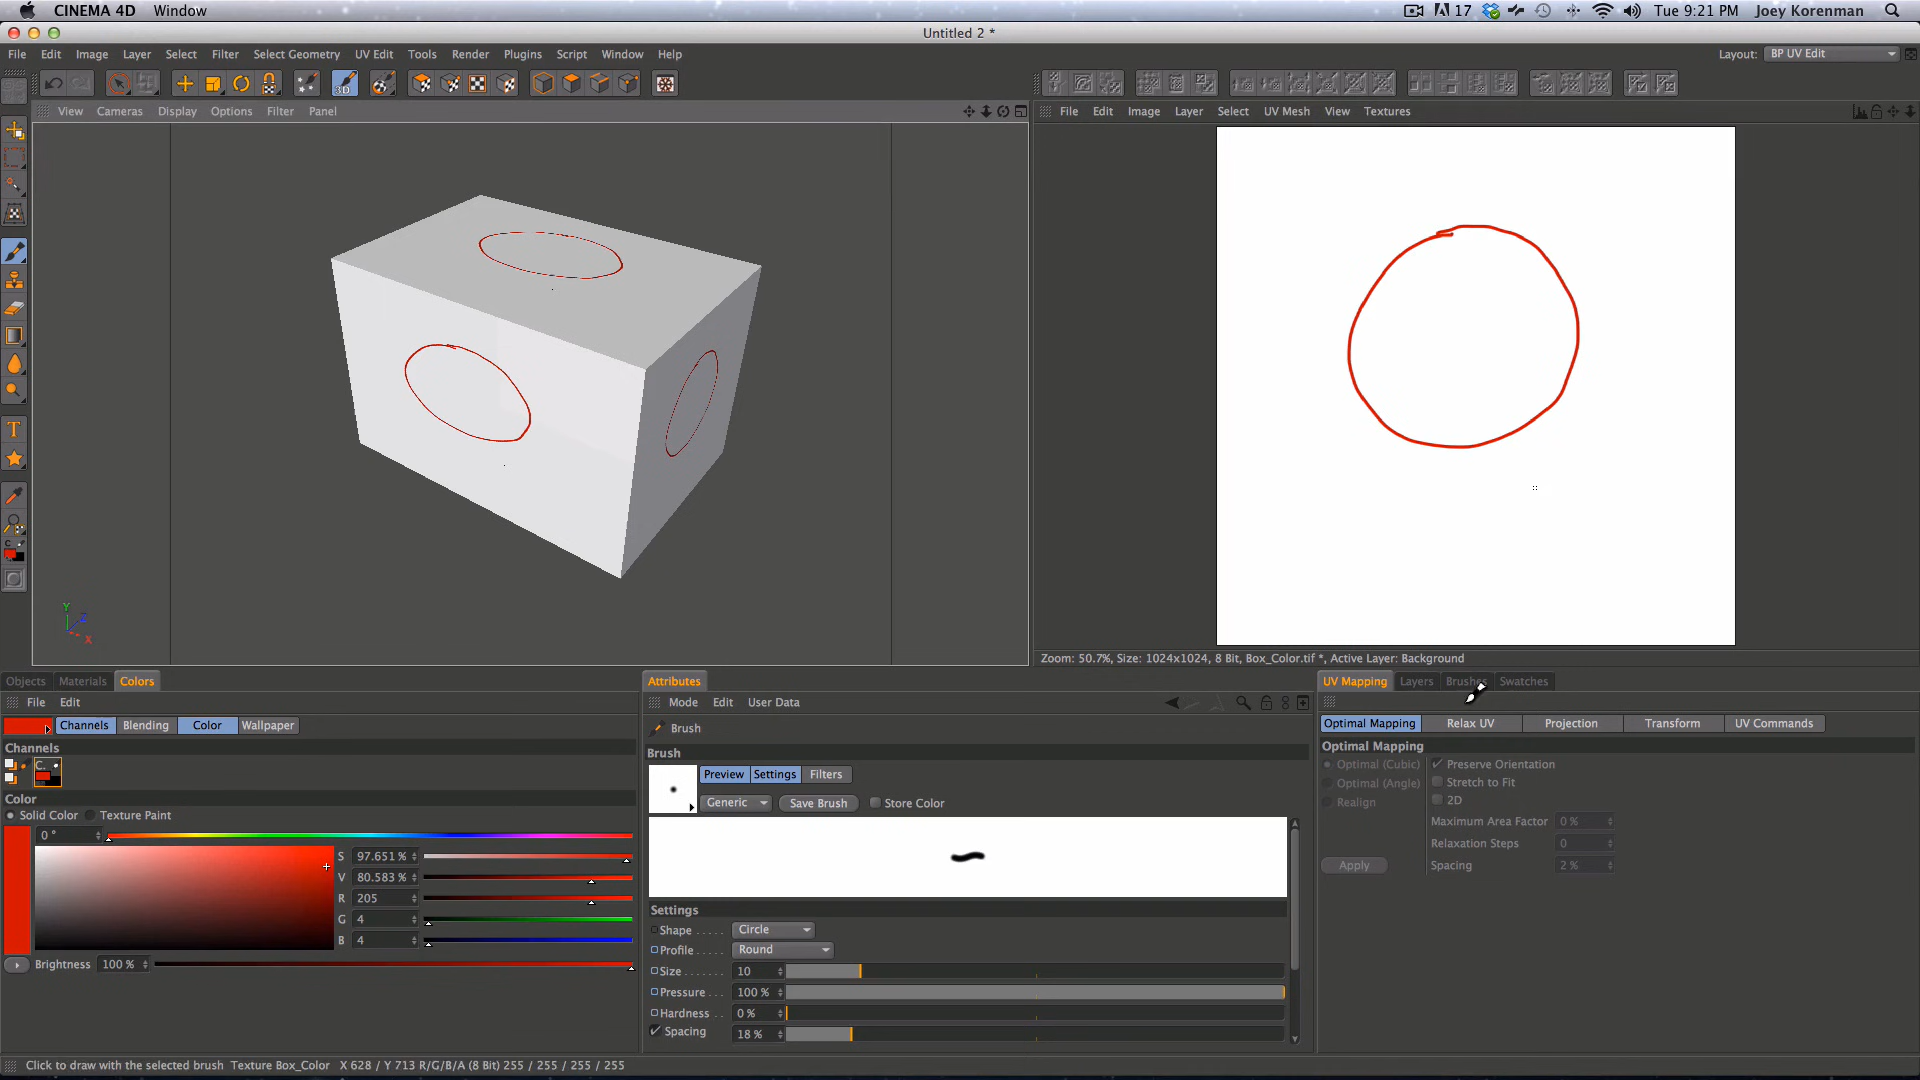 CINEMA 4D Window 17 Tue 9:21 PM Joey Korenman
Untitled 2 *
File Edit Image Layer Select Filter Select Geometry UV Edit Tools Render Plugins Script Window Help Layout: BP UV Edit
3D
View Cameras Display Options Filter Panel
File Edit Image Layer Select UV Mesh View Textures
Y
Z
X
Zoom: 50.7%, Size: 1024x1024, 8 Bit, Box_Color.tif *, Active Layer: Background
Objects Materials Colors
File Edit
Channels Blending Color Wallpaper
Channels
C.
Color
Solid Color Texture Paint
0 °
S 97.651 %
V 80.583 %
R 205
G 4
B 4
Brightness 100 %
Attributes
Mode Edit User Data
Brush
Brush
Preview Settings Filters
Generic Save Brush Store Color
Settings
Shape ..... Circle
Profile ..... Round
Size ....... 10
Pressure ... 100 %
Hardness .. 0 %
Spacing 18 %
UV Mapping Layers Brushes Swatches
Optimal Mapping Relax UV Projection Transform UV Commands
Optimal Mapping
Optimal (Cubic) Preserve Orientation
Optimal (Angle) Stretch to Fit
Realign 2D
Maximum Area Factor 0 %
Relaxation Steps 0
Apply Spacing 2 %
Click to draw with the selected brush Texture Box_Color X 628 / Y 713 R/G/B/A (8 Bit) 255 / 255 / 255 / 255